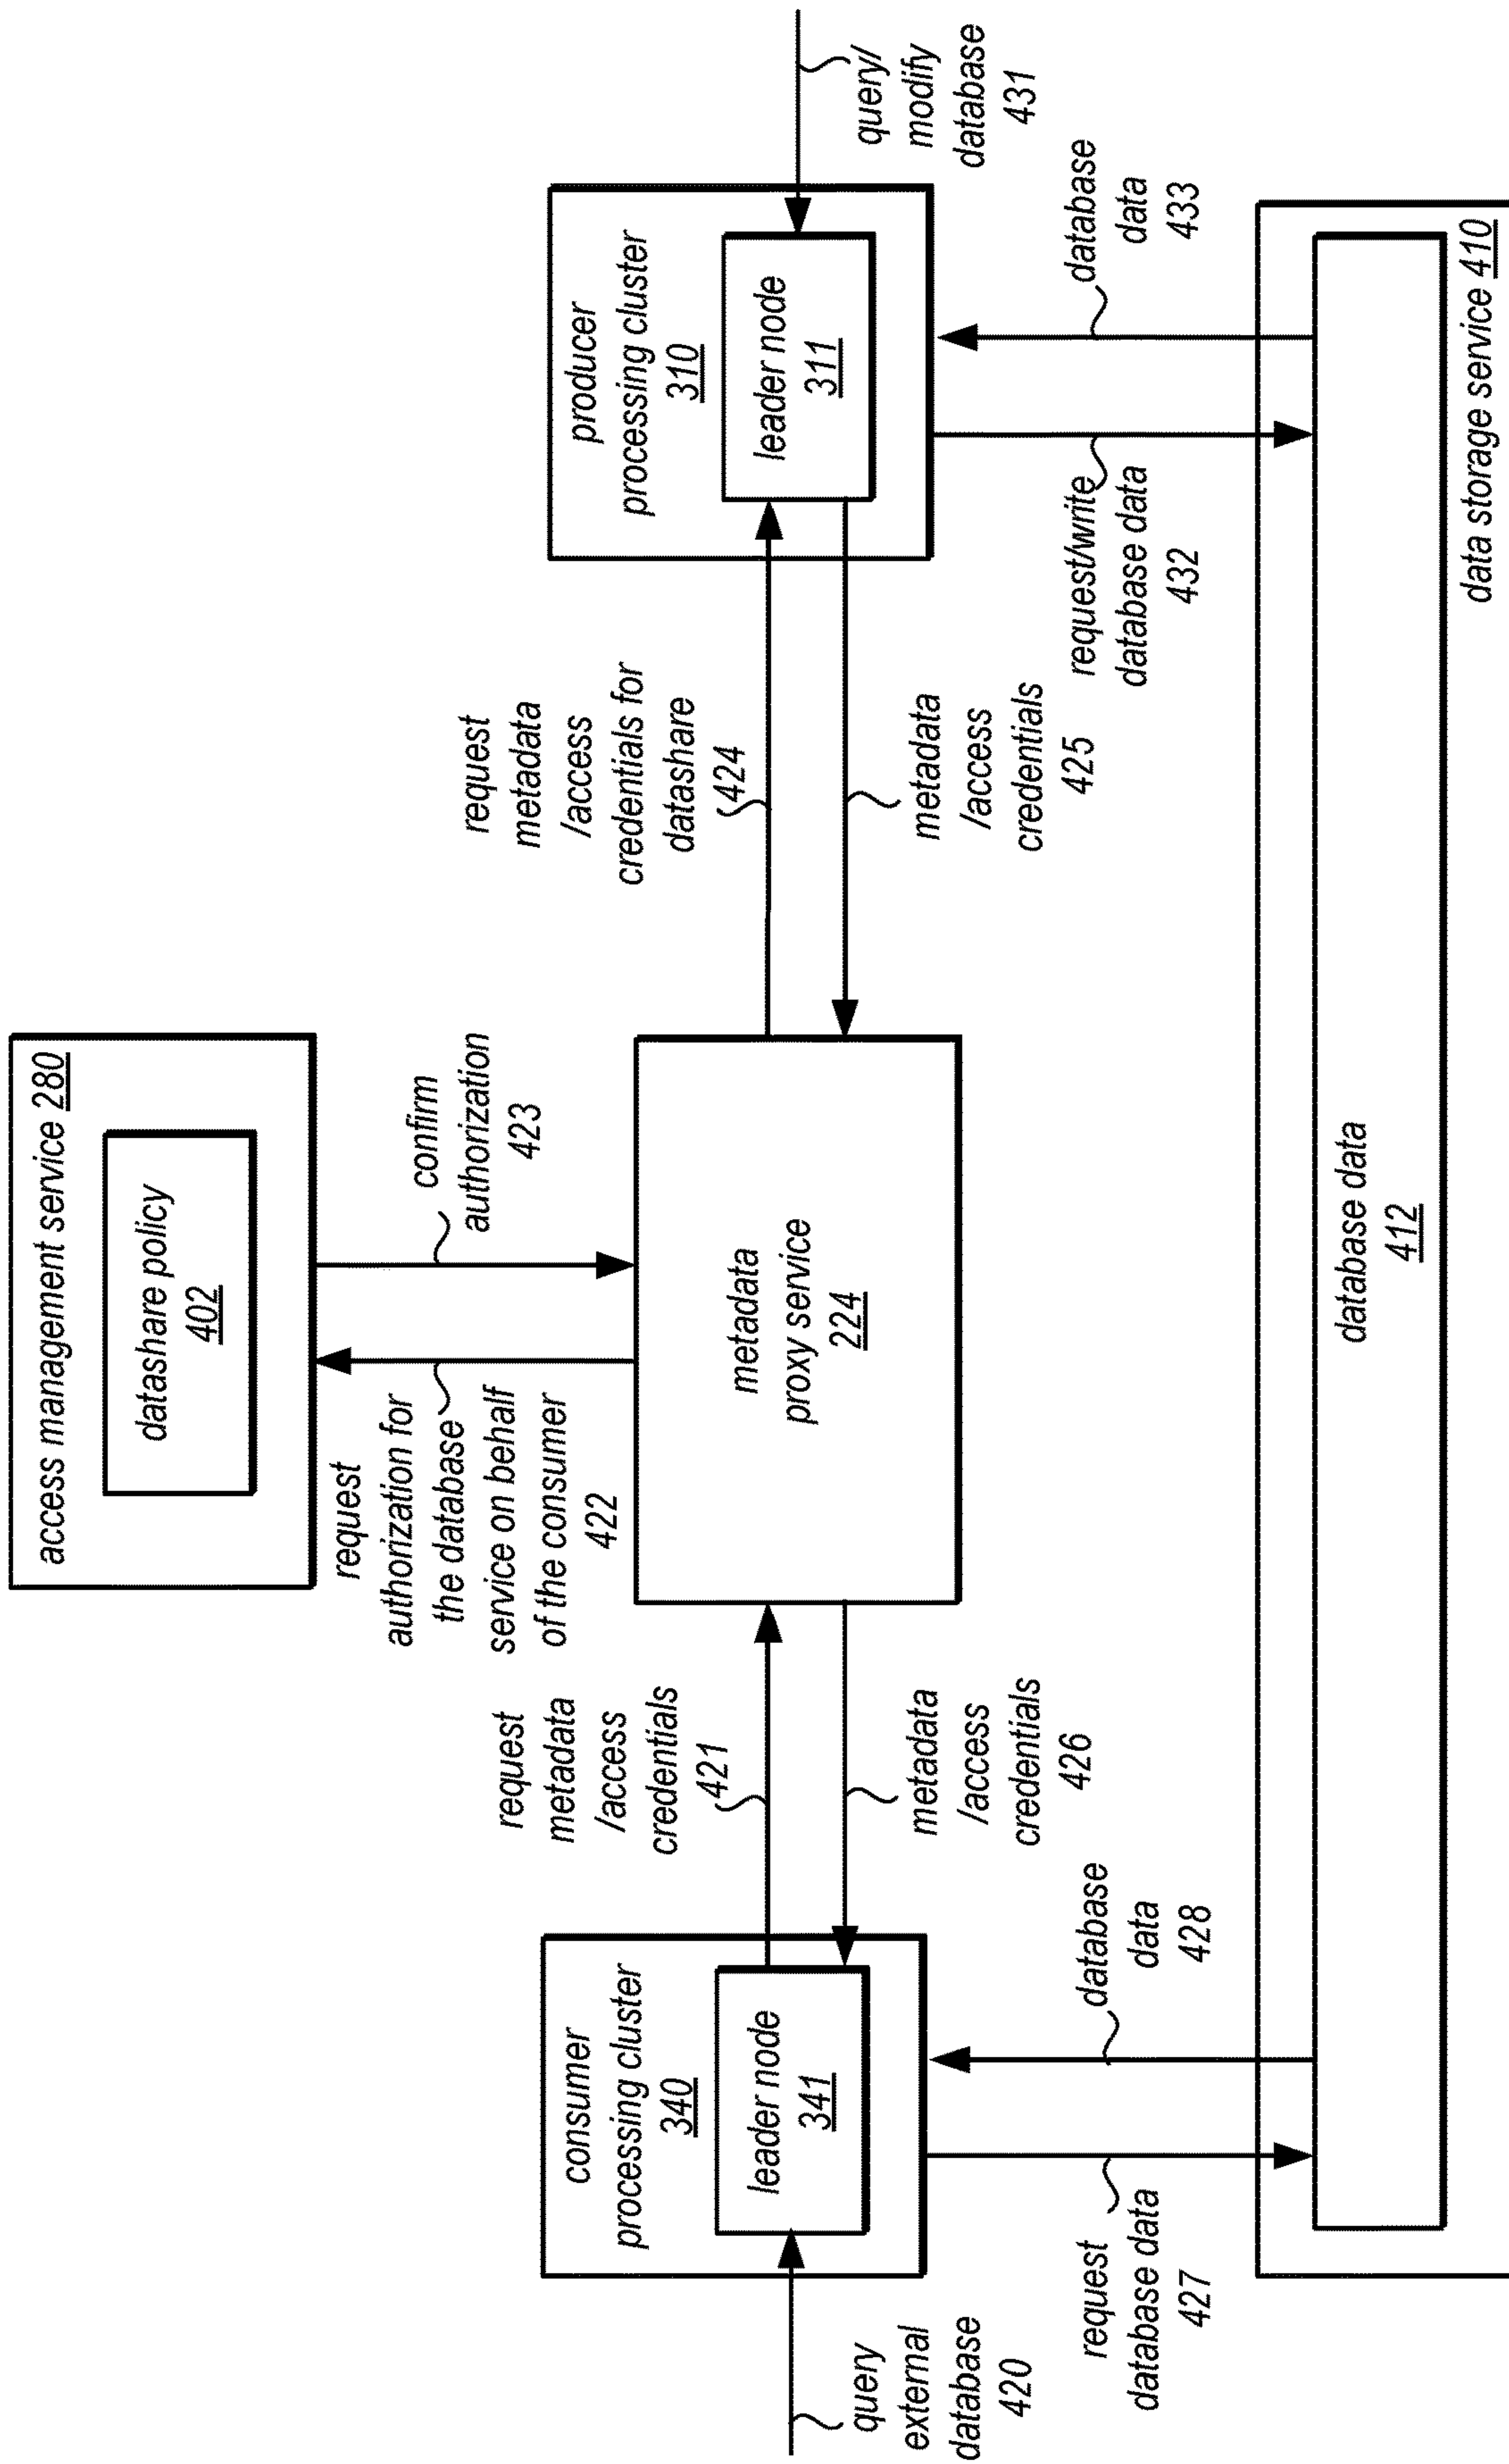 access management service 280
datashare policy
402
request
authorization for
the database
service on behalf
of the consumer
422
confirm
authorization
423
consumer
processing cluster
340
leader node
341
query
external
database
420
request
metadata
/access
credentials
421
metadata
/access
credentials
426
metadata
proxy service
224
request
metadata
/access
credentials for
datashare
424
metadata
/access
credentials
425
producer
processing cluster
310
leader node
311
query/
modify
database
431
request
database data
427
database
data
428
request/write
database data
432
database
data
433
database data
412
data storage service 410